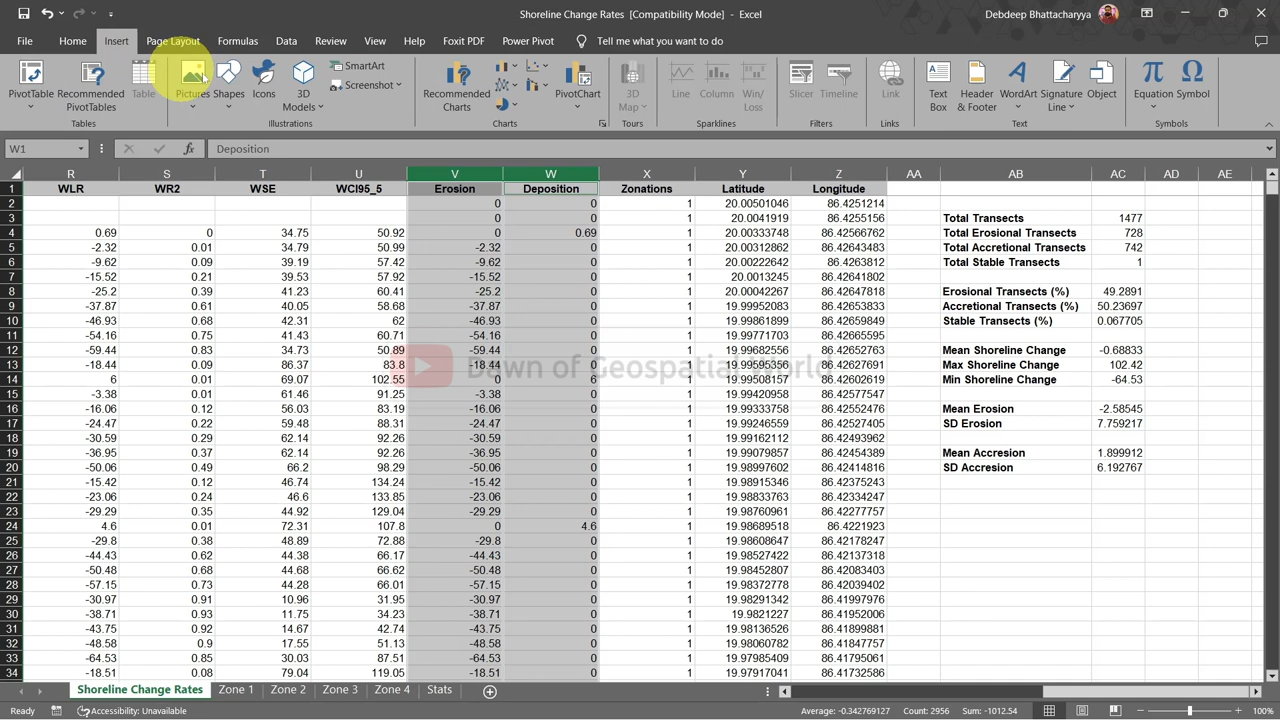 Shoreline Change Rates [Compatibility Mode] - Excel
Debdeep Bhattacharyya
File Home Insert Page Layout Formulas Data Review View Help Foxit PDF Power Pivot Tell me what you want to do
PivotTable Recommended PivotTables Table Pictures Shapes Icons 3D Models SmartArt Screenshot Recommended Charts PivotChart 3D Map Line Column Win/Loss Slicer Timeline Link Text Box Header & Footer WordArt Signature Line Object Equation Symbol
Tables Illustrations Charts Tours Sparklines Filters Links Text Symbols
W1 fx Deposition
R S T U V W X Y Z AA AB AC AD AE
1 WLR WR2 WSE WCI95_5 Erosion Deposition Zonations Latitude Longitude
2 0 0 1 20.00501046 86.4251214
3 0 0 1 20.0041919 86.4255156 Total Transects 1477
4 0.69 0 34.75 50.92 0 0.69 1 20.00333748 86.42566762 Total Erosional Transects 728
5 -2.32 0.01 34.79 50.99 -2.32 0 1 20.00312862 86.42643483 Total Accretional Transects 742
6 -9.62 0.09 39.19 57.42 -9.62 0 1 20.00222642 86.4263812 Total Stable Transects 1
7 -15.52 0.21 39.53 57.92 -15.52 0 1 20.0013245 86.42641802
8 -25.2 0.39 41.23 60.41 -25.2 0 1 20.00042267 86.42647818 Erosional Transects (%) 49.2891
9 -37.87 0.61 40.05 58.68 -37.87 0 1 19.99952083 86.42653833 Accretional Transects (%) 50.23697
10 -46.93 0.68 42.31 62 -46.93 0 1 19.99861899 86.42659849 Stable Transects (%) 0.067705
11 -54.16 0.75 41.43 60.71 -54.16 0 1 19.99771703 86.42665595
12 -59.44 0.83 34.73 50.89 -59.44 0 1 19.99682556 86.42652763 Mean Shoreline Change -0.68833
13 -18.44 0.09 86.37 83.8 -18.44 0 1 19.99595356 86.42627691 Max Shoreline Change 102.42
14 6 0.01 69.07 102.55 0 6 1 19.99508157 86.42602619 Min Shoreline Change -64.53
15 -3.38 0.01 61.46 91.25 -3.38 0 1 19.99420958 86.42577547
16 -16.06 0.12 56.03 83.19 -16.06 0 1 19.99333758 86.42552476 Mean Erosion -2.58545
17 -24.47 0.22 59.48 88.31 -24.47 0 1 19.99246559 86.42527405 SD Erosion 7.759217
18 -30.59 0.29 62.14 92.26 -30.59 0 1 19.99162112 86.42493962
19 -36.95 0.37 62.14 92.26 -36.95 0 1 19.99079857 86.42454389 Mean Accresion 1.899912
20 -50.06 0.49 66.2 98.29 -50.06 0 1 19.98997602 86.42414816 SD Accresion 6.192767
21 -15.42 0.12 46.74 134.24 -15.42 0 1 19.98915353 86.42375243
22 -23.06 0.24 46.6 133.85 -23.06 0 1 19.98833763 86.42334247
23 -29.29 0.35 44.92 129.04 -29.29 0 1 19.98760961 86.42277757
24 4.6 0.01 72.31 107.8 0 4.6 1 19.98689518 86.4221923
25 -29.8 0.38 48.89 72.88 -29.8 0 1 19.98608647 86.42178247
26 -44.43 0.62 44.38 66.17 -44.43 0 1 19.98527422 86.42137318
27 -50.48 0.68 44.68 66.62 -50.48 0 1 19.98452808 86.42082561
28 -57.15 0.73 44.28 66.01 -57.15 0 1 19.98372778 86.42039402
29 -30.97 0.91 10.96 31.95 -30.97 0 1 19.98291342 86.41997976
30 -38.71 0.93 11.75 34.23 -38.71 0 1 19.9821227 86.41952006
31 -43.75 0.92 14.67 42.74 -43.75 0 1 19.98136526 86.41899881
32 -48.58 0.9 17.55 51.13 -48.58 0 1 19.98060782 86.41847757
33 -64.53 0.85 30.03 87.51 -64.53 0 1 19.97985409 86.41795061
34 -18.51 0.08 79.04 119.05 -18.51 0 1 19.97917041 86.41732586
Dawn of Geospatial World
Shoreline Change Rates Zone 1 Zone 2 Zone 3 Zone 4 Stats
Ready Accessibility: Unavailable Average: -0.342769127 Count: 2956 Sum: -1012.54 100%